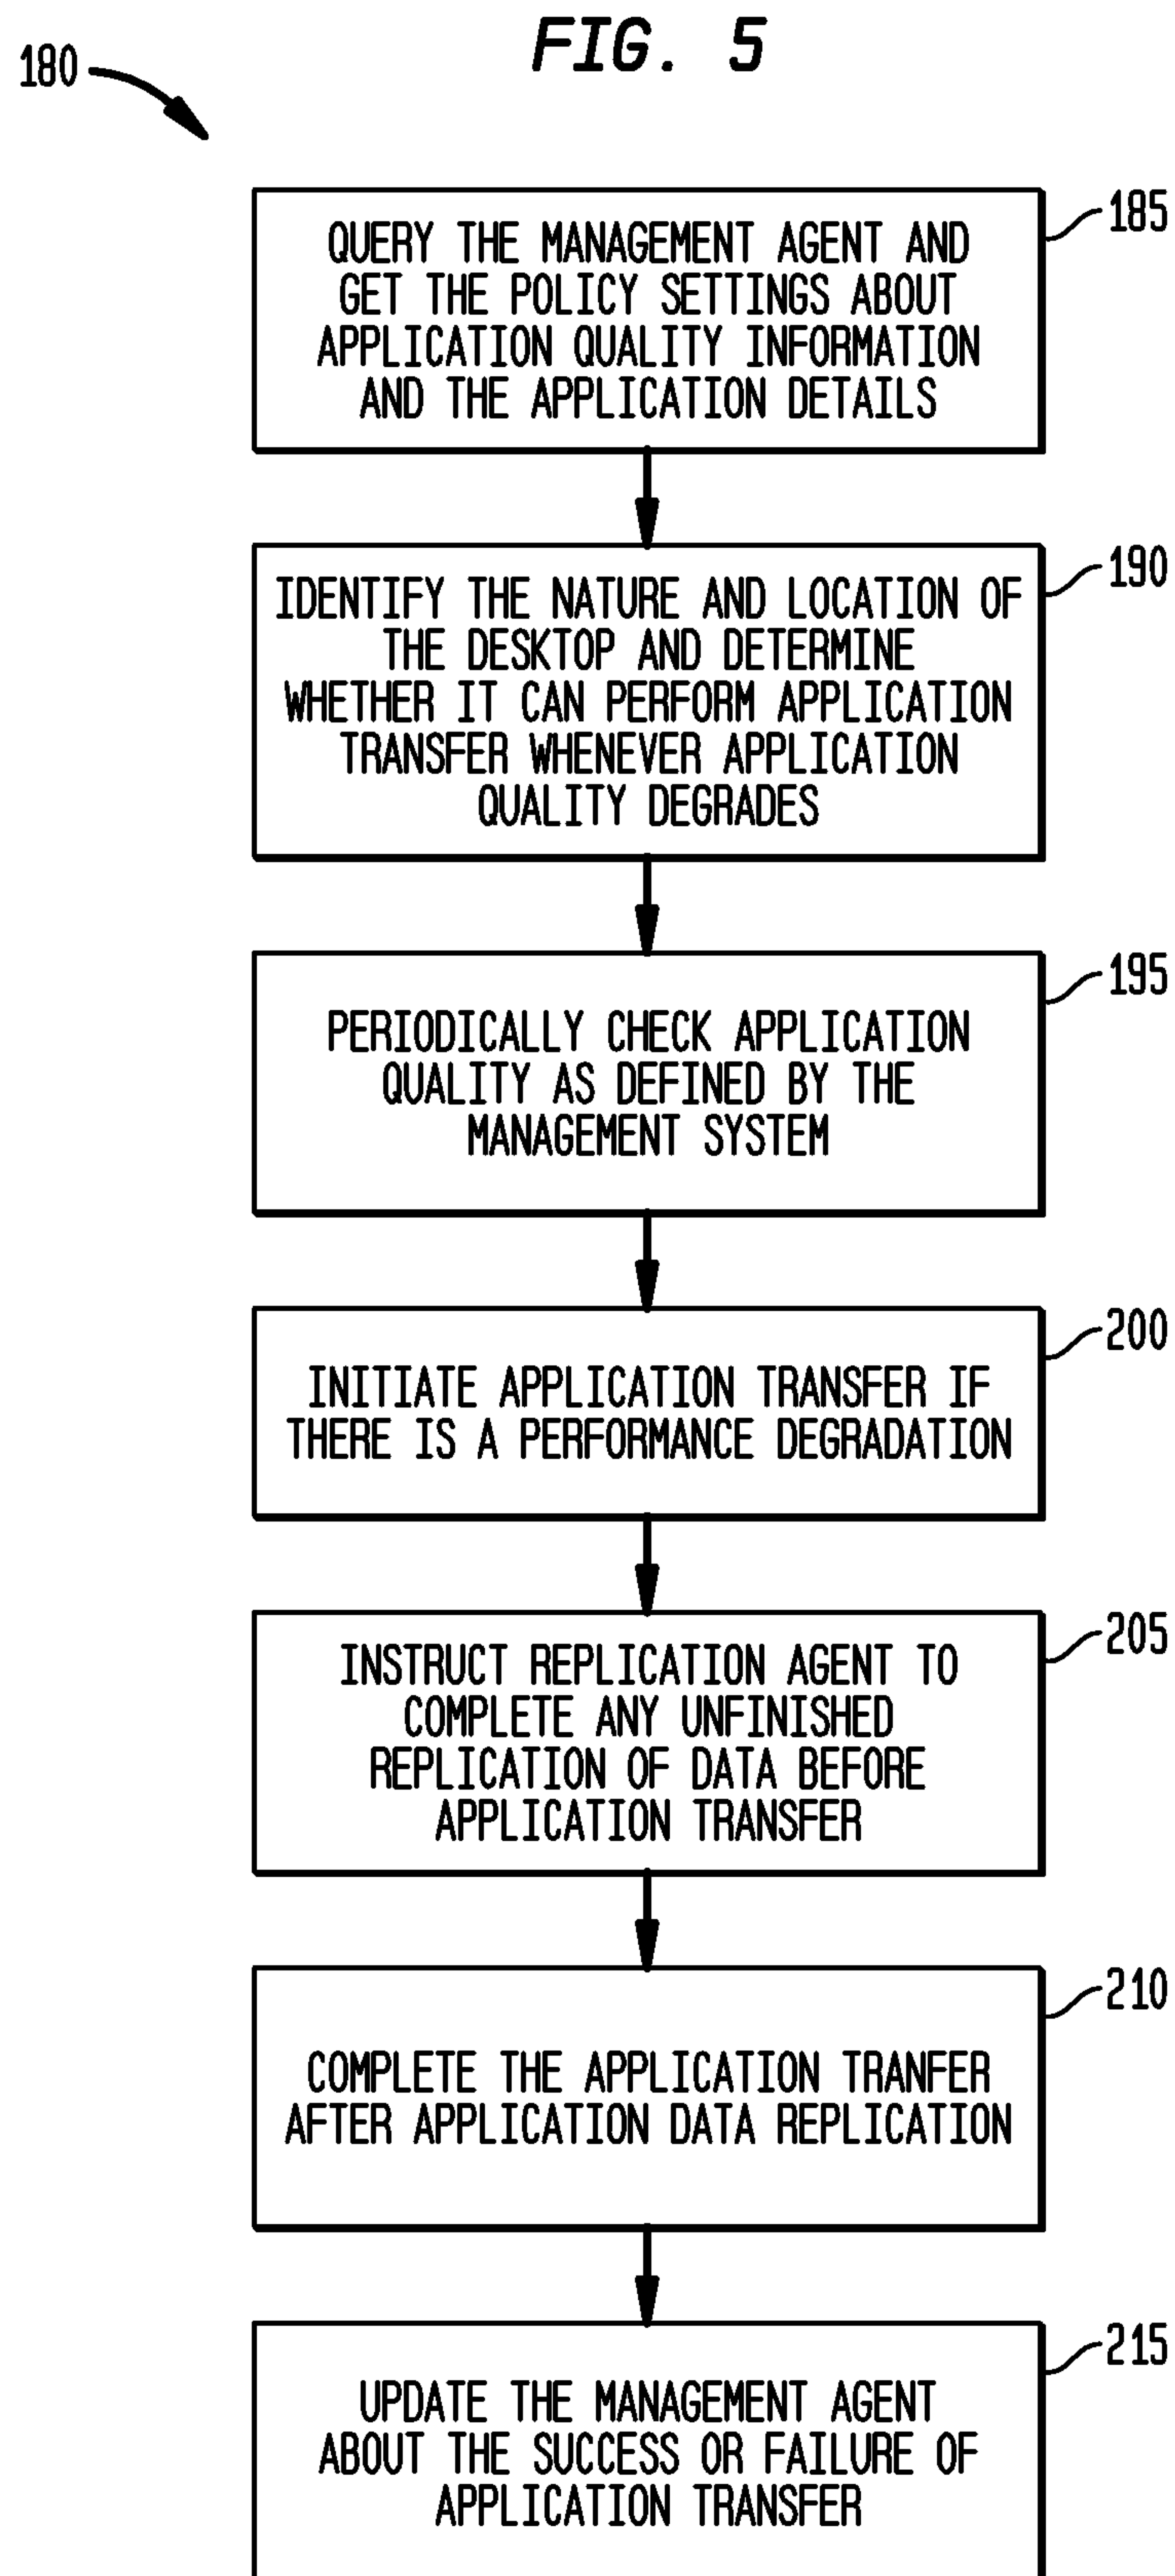 FIG. 5
180
185
QUERY THE MANAGEMENT AGENT AND
GET THE POLICY SETTINGS ABOUT
APPLICATION QUALITY INFORMATION
AND THE APPLICATION DETAILS
190
IDENTIFY THE NATURE AND LOCATION OF
THE DESKTOP AND DETERMINE
WHETHER IT CAN PERFORM APPLICATION
TRANSFER WHENEVER APPLICATION
QUALITY DEGRADES
195
PERIODICALLY CHECK APPLICATION
QUALITY AS DEFINED BY THE
MANAGEMENT SYSTEM
200
INITIATE APPLICATION TRANSFER IF
THERE IS A PERFORMANCE DEGRADATION
205
INSTRUCT REPLICATION AGENT TO
COMPLETE ANY UNFINISHED
REPLICATION OF DATA BEFORE
APPLICATION TRANSFER
210
COMPLETE THE APPLICATION TRANFER
AFTER APPLICATION DATA REPLICATION
215
UPDATE THE MANAGEMENT AGENT
ABOUT THE SUCCESS OR FAILURE OF
APPLICATION TRANSFER